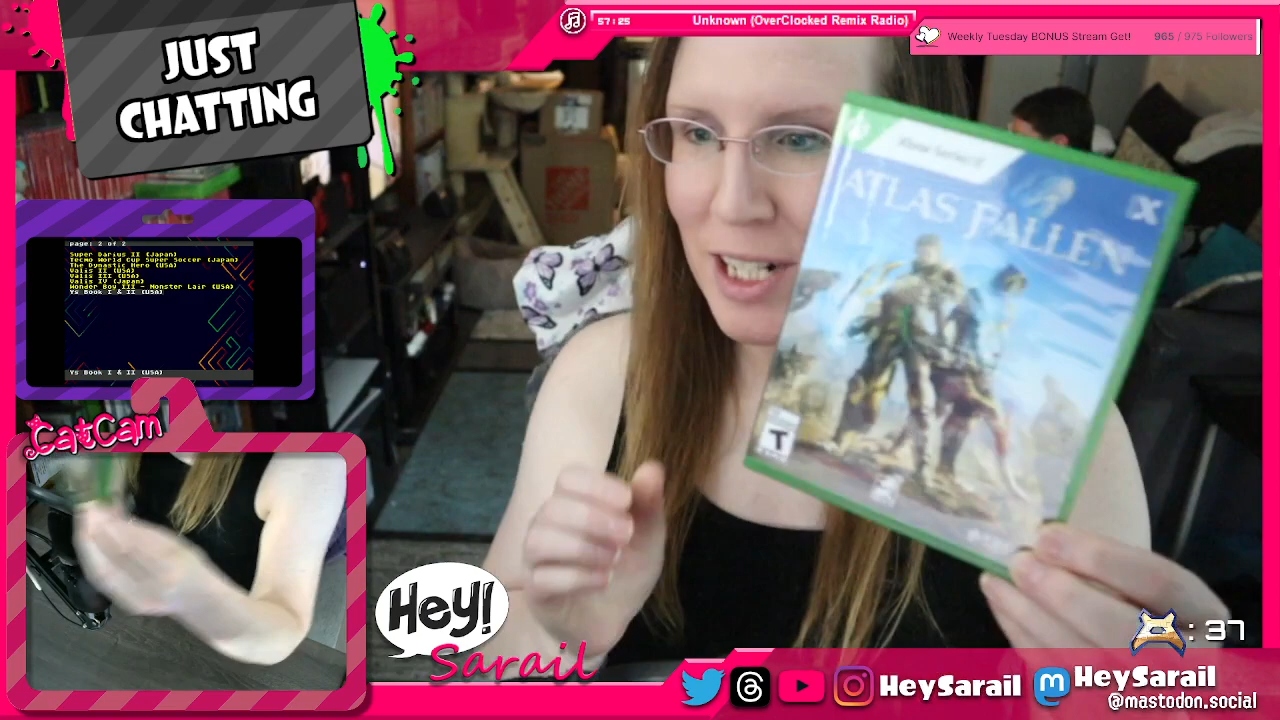 JUST
CHATTING
57:25
Unknown (OverClocked Remix Radio)
Weekly Tuesday BONUS Stream Get!
965 / 975 Followers
Xbox Series X
ATLAS FALLEN
X
T
page: 2 of 2
Super Darius II (Japan)
Tecmo World Cup Super Soccer (Japan)
The Dynastic Hero (USA)
Valis II (USA)
Valis III (USA)
Valis IV (Japan)
Wonder Boy III - Monster Lair (USA)
Ys Book I & II (USA)
Ys Book I & II (USA)
CatCam
Hey!
Sarail
: 37
HeySarail
HeySarail
@mastodon.social